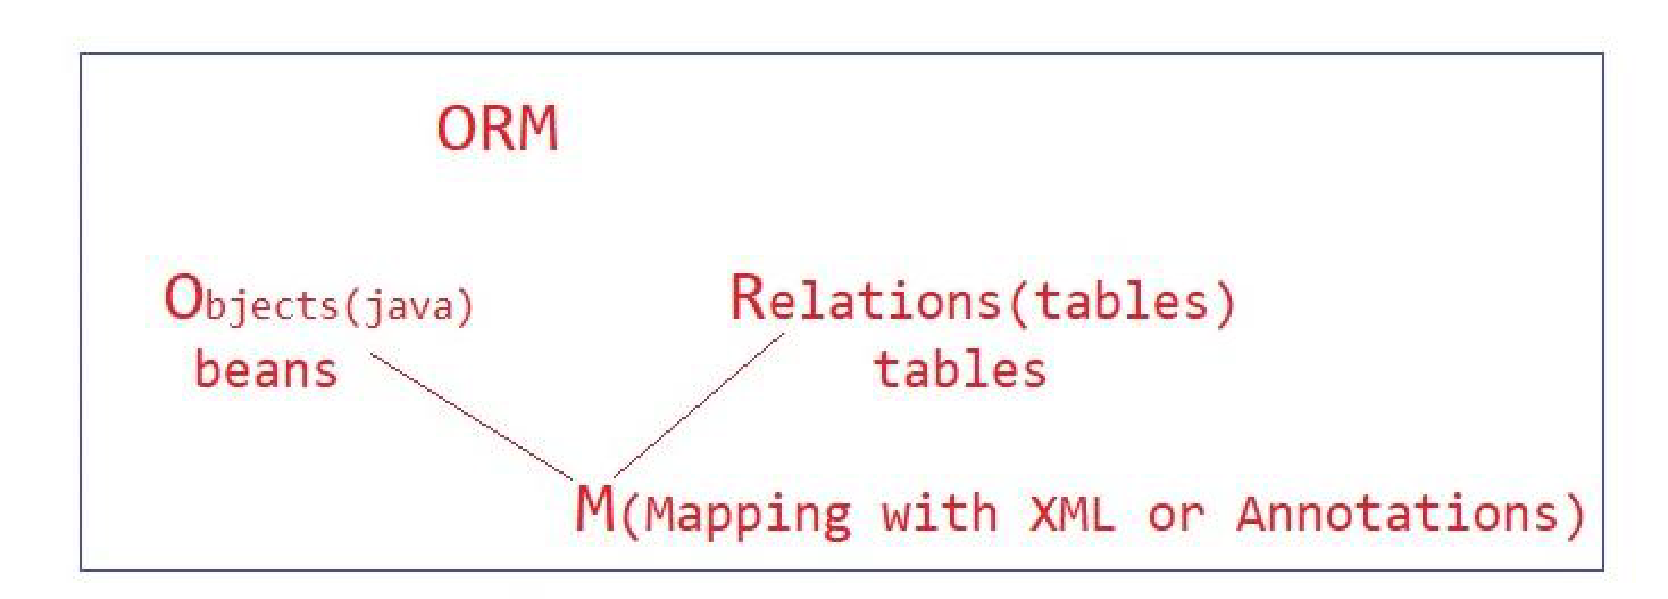 ORM
Objects(java) Relations(tables)
beans tables
M(Mapping with XML or Annotations)